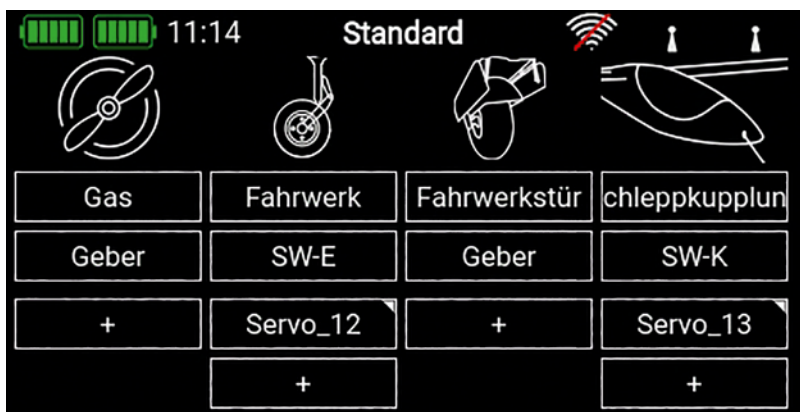 11:14 Standard
Gas Fahrwerk Fahrwerkstür chleppkupplun
Geber SW-E Geber SW-K
+ Servo_12 + Servo_13
+ +